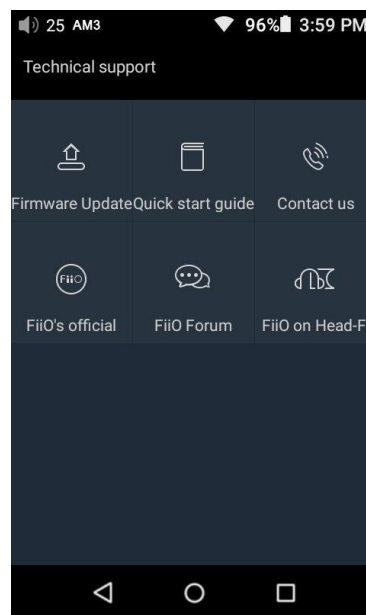 25 AM3 96% 3:59 PM
Technical support
Firmware Update Quick start guide Contact us
FiiO
FiiO's official FiiO Forum FiiO on Head-F